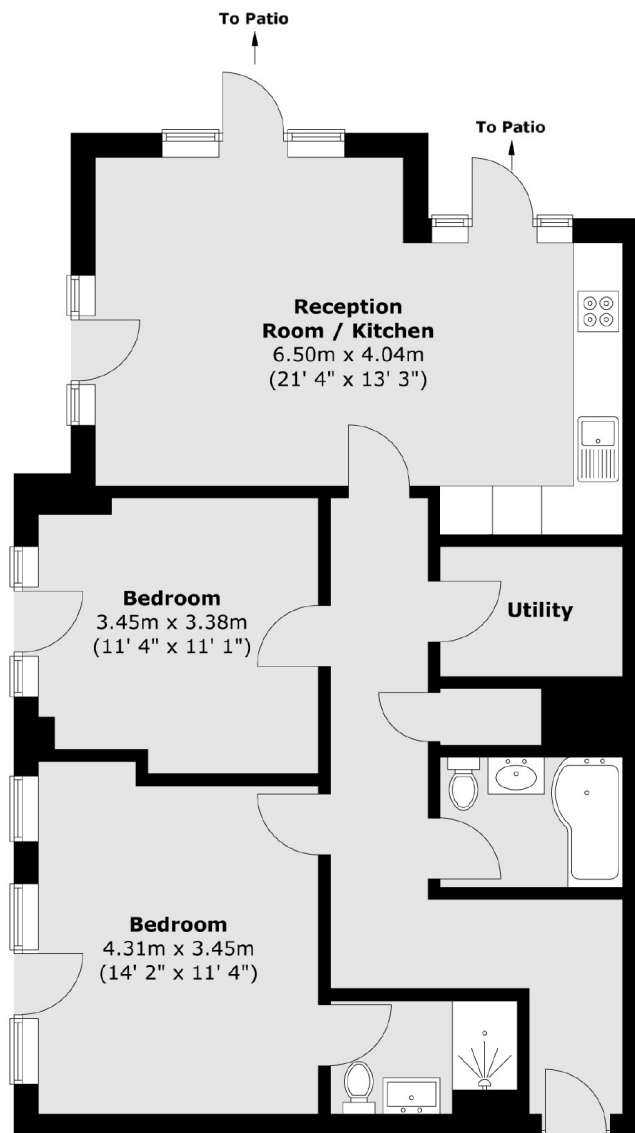 To Patio
To Patio
Reception
Room / Kitchen
6.50m x 4.04m
(21' 4" x 13' 3")
Bedroom
3.45m x 3.38m
(11' 4" x 11' 1")
Utility
Bedroom
4.31m x 3.45m
(14' 2" x 11' 4")